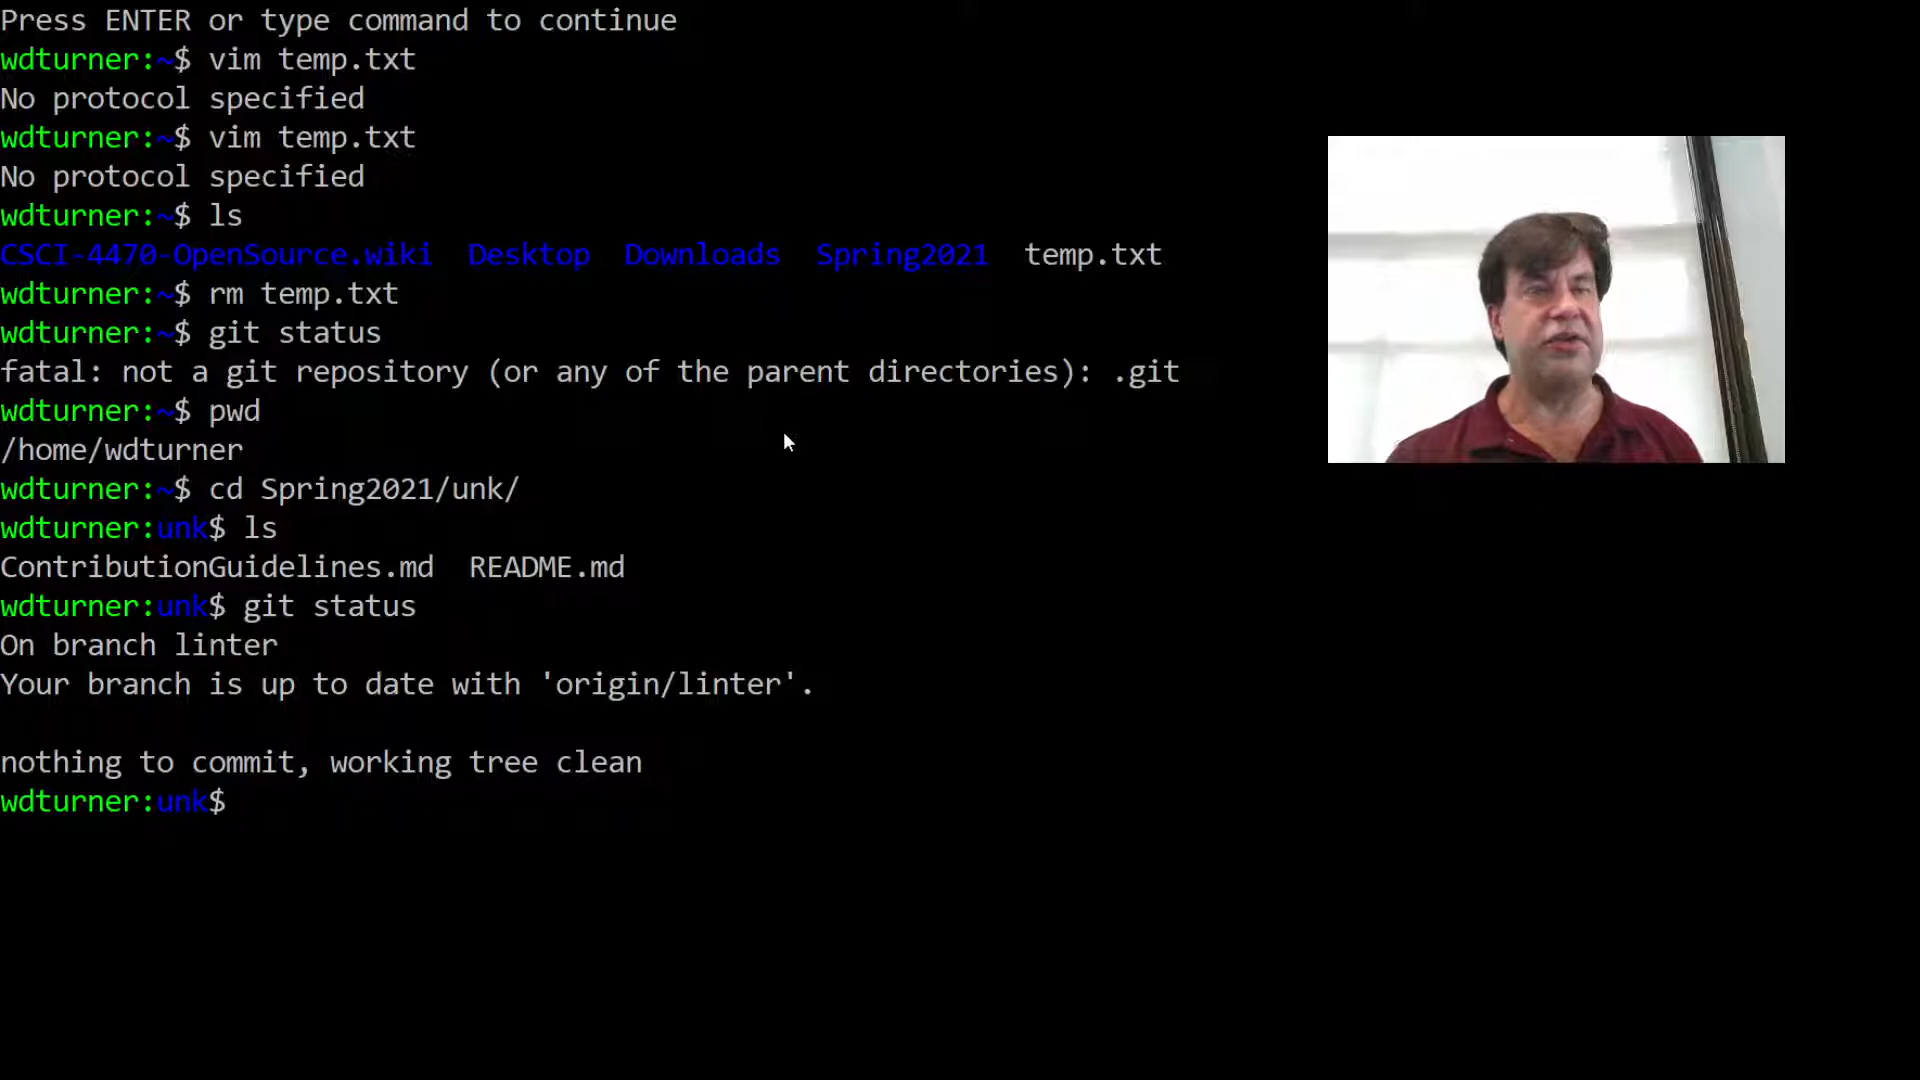 Press ENTER or type command to continue
wdturner:~$ vim temp.txt
No protocol specified
wdturner:~$ vim temp.txt
No protocol specified
wdturner:~$ ls
CSCI-4470-OpenSource.wiki  Desktop  Downloads  Spring2021  temp.txt
wdturner:~$ rm temp.txt
wdturner:~$ git status
fatal: not a git repository (or any of the parent directories): .git
wdturner:~$ pwd
/home/wdturner
wdturner:~$ cd Spring2021/unk/
wdturner:unk$ ls
ContributionGuidelines.md  README.md
wdturner:unk$ git status
On branch linter
Your branch is up to date with 'origin/linter'.
nothing to commit, working tree clean
wdturner:unk$